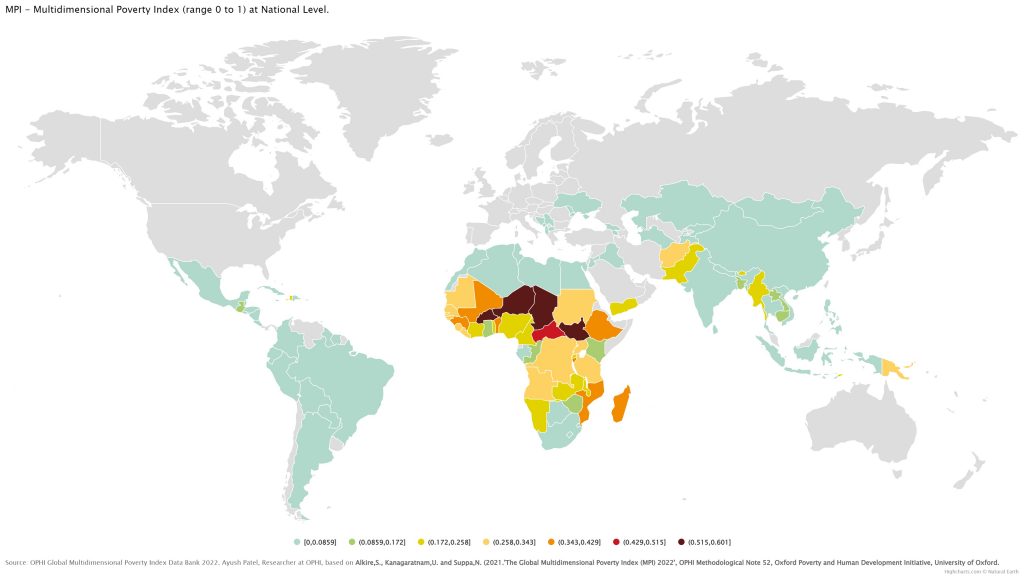 MPI - Multidimensional Poverty Index (range 0 to 1) at National Level.
[0,0.0859] (0.0859,0.172] (0.172,0.258] (0.258,0.343] (0.343,0.429] (0.429,0.515] (0.515,0.601]
Source: OPHI Global Multidimensional Poverty Index Data Bank 2022. Ayush Patel, Researcher at OPHI, based on Alkire,S., Kanagaratnam,U. and Suppa,N. (2021.'The Global Multidimensional Poverty Index (MPI) 2022', OPHI Methodological Note 52, Oxford Poverty and Human Development Initiative, University of Oxford.
Highcharts.com © Natural Earth